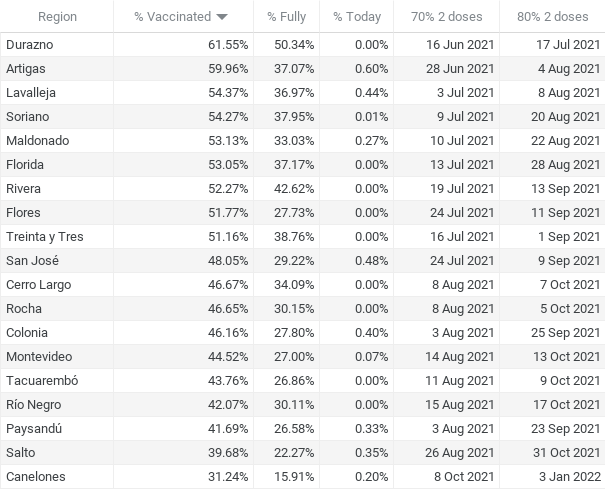 Region % Vaccinated % Fully % Today 70% 2 doses 80% 2 doses
Durazno 61.55% 50.34% 0.00% 16 Jun 2021 17 Jul 2021
Artigas 59.96% 37.07% 0.60% 28 Jun 2021 4 Aug 2021
Lavalleja 54.37% 36.97% 0.44% 3 Jul 2021 8 Aug 2021
Soriano 54.27% 37.95% 0.01% 9 Jul 2021 20 Aug 2021
Maldonado 53.13% 33.03% 0.27% 10 Jul 2021 22 Aug 2021
Florida 53.05% 37.17% 0.00% 13 Jul 2021 28 Aug 2021
Rivera 52.27% 42.62% 0.00% 19 Jul 2021 13 Sep 2021
Flores 51.77% 27.73% 0.00% 24 Jul 2021 11 Sep 2021
Treinta y Tres 51.16% 38.76% 0.00% 16 Jul 2021 1 Sep 2021
San José 48.05% 29.22% 0.48% 24 Jul 2021 9 Sep 2021
Cerro Largo 46.67% 34.09% 0.00% 8 Aug 2021 7 Oct 2021
Rocha 46.65% 30.15% 0.00% 8 Aug 2021 5 Oct 2021
Colonia 46.16% 27.80% 0.40% 3 Aug 2021 25 Sep 2021
Montevideo 44.52% 27.00% 0.07% 14 Aug 2021 13 Oct 2021
Tacuarembó 43.76% 26.86% 0.00% 11 Aug 2021 9 Oct 2021
Río Negro 42.07% 30.11% 0.00% 15 Aug 2021 17 Oct 2021
Paysandú 41.69% 26.58% 0.33% 3 Aug 2021 23 Sep 2021
Salto 39.68% 22.27% 0.35% 26 Aug 2021 31 Oct 2021
Canelones 31.24% 15.91% 0.20% 8 Oct 2021 3 Jan 2022